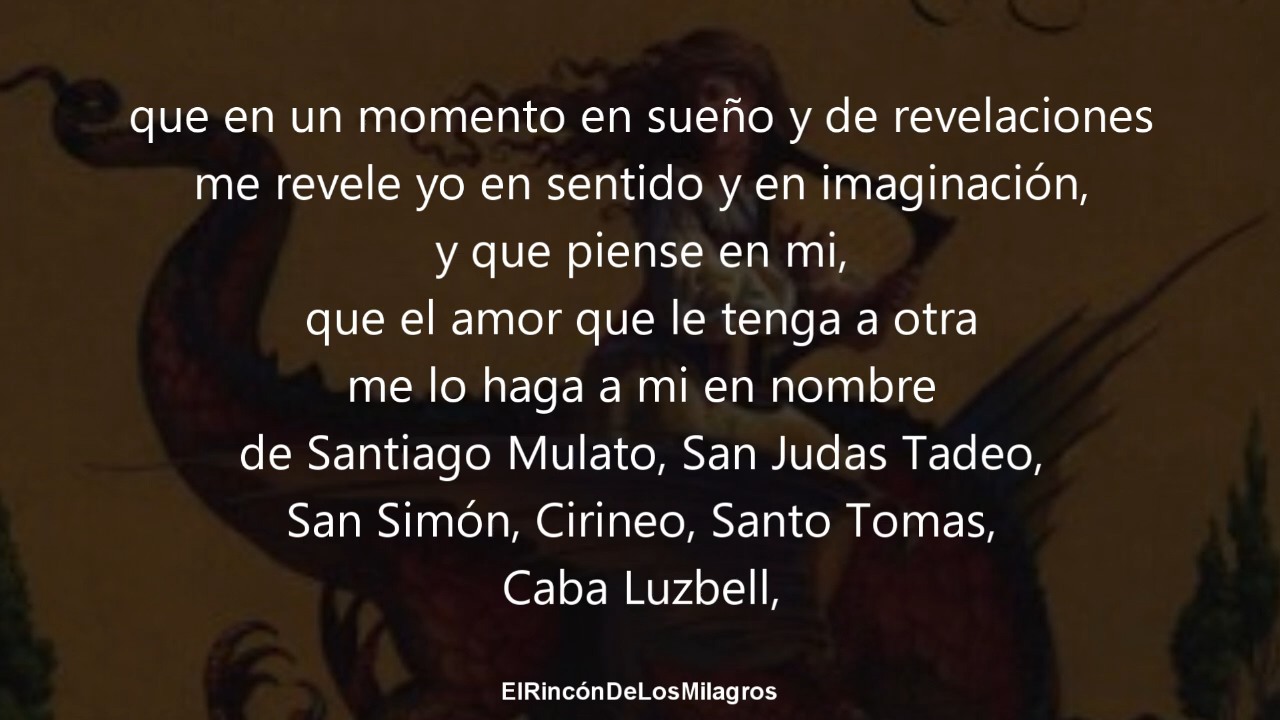 que en un momento en sueño y de revelaciones
me revele yo en sentido y en imaginación,
y que piense en mi,
que el amor que le tenga a otra
me lo haga a mi en nombre
de Santiago Mulato, San Judas Tadeo,
San Simón, Cirineo, Santo Tomas,
Caba Luzbell,
ElRincónDeLosMilagros